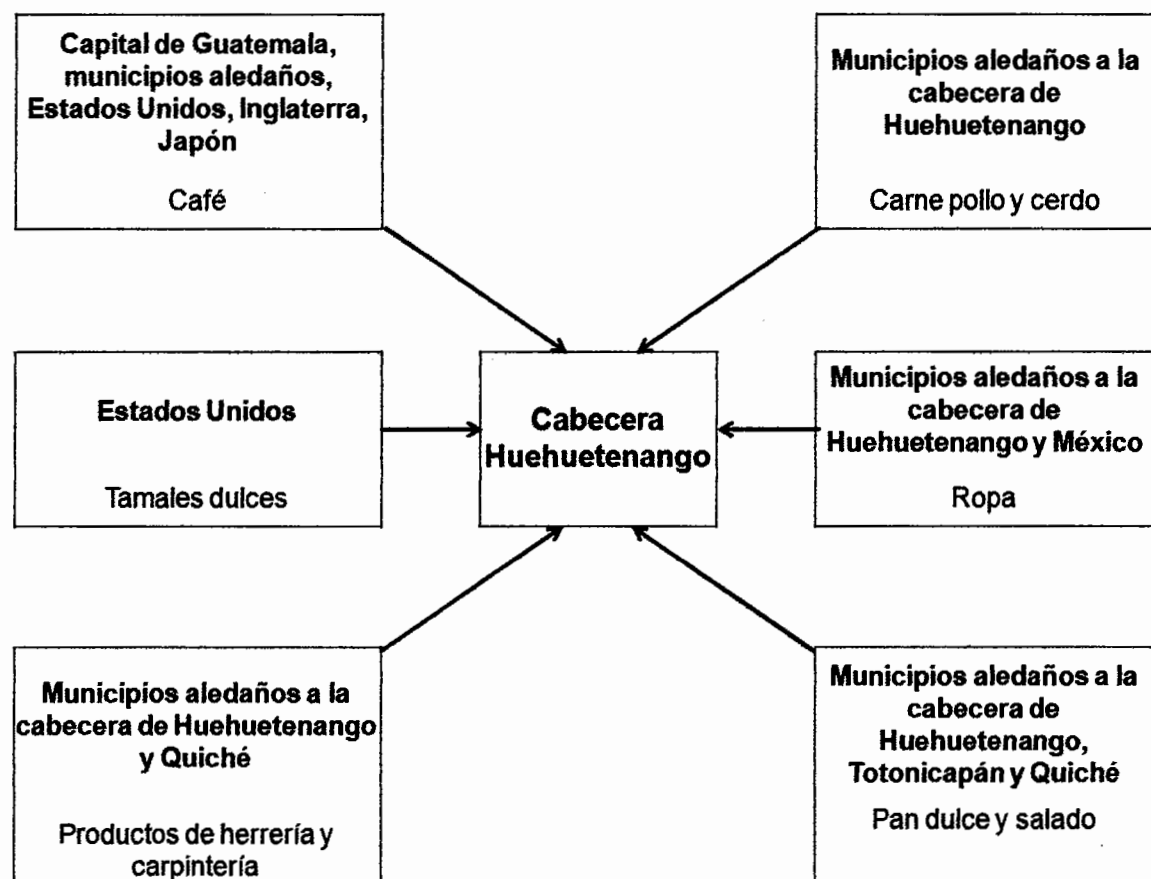 Capital de Guatemala,
municipios aledaños,
Estados Unidos, Inglaterra,
Japón
Café
Municipios aledaños a la
cabecera de
Huehuetenango
Carne pollo y cerdo
Estados Unidos
Tamales dulces
Cabecera
Huehuetenango
Municipios aledaños a la
cabecera de
Huehuetenango y México
Ropa
Municipios aledaños a la
cabecera de Huehuetenango
y Quiché
Productos de herrería y
carpintería
Municipios aledaños a la
cabecera de
Huehuetenango,
Totonicapán y Quiché
Pan dulce y salado